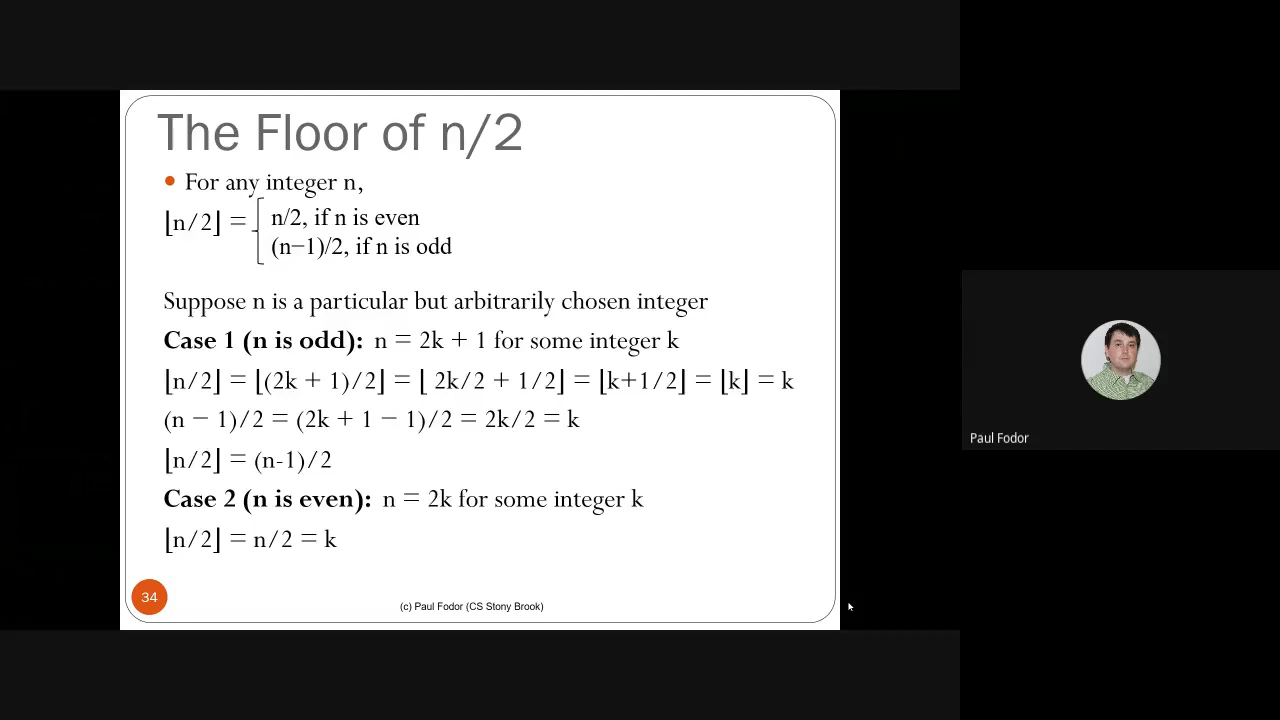 The Floor of n/2
For any integer n,
⌊n/2⌋ =
n/2, if n is even
(n−1)/2, if n is odd
Suppose n is a particular but arbitrarily chosen integer
Case 1 (n is odd): n = 2k + 1 for some integer k
⌊n/2⌋ = ⌊(2k + 1)/2⌋ = ⌊ 2k/2 + 1/2⌋ = ⌊k+1/2⌋ = ⌊k⌋ = k
(n − 1)/2 = (2k + 1 − 1)/2 = 2k/2 = k
⌊n/2⌋ = (n-1)/2
Case 2 (n is even): n = 2k for some integer k
⌊n/2⌋ = n/2 = k
34
(c) Paul Fodor (CS Stony Brook)
Paul Fodor